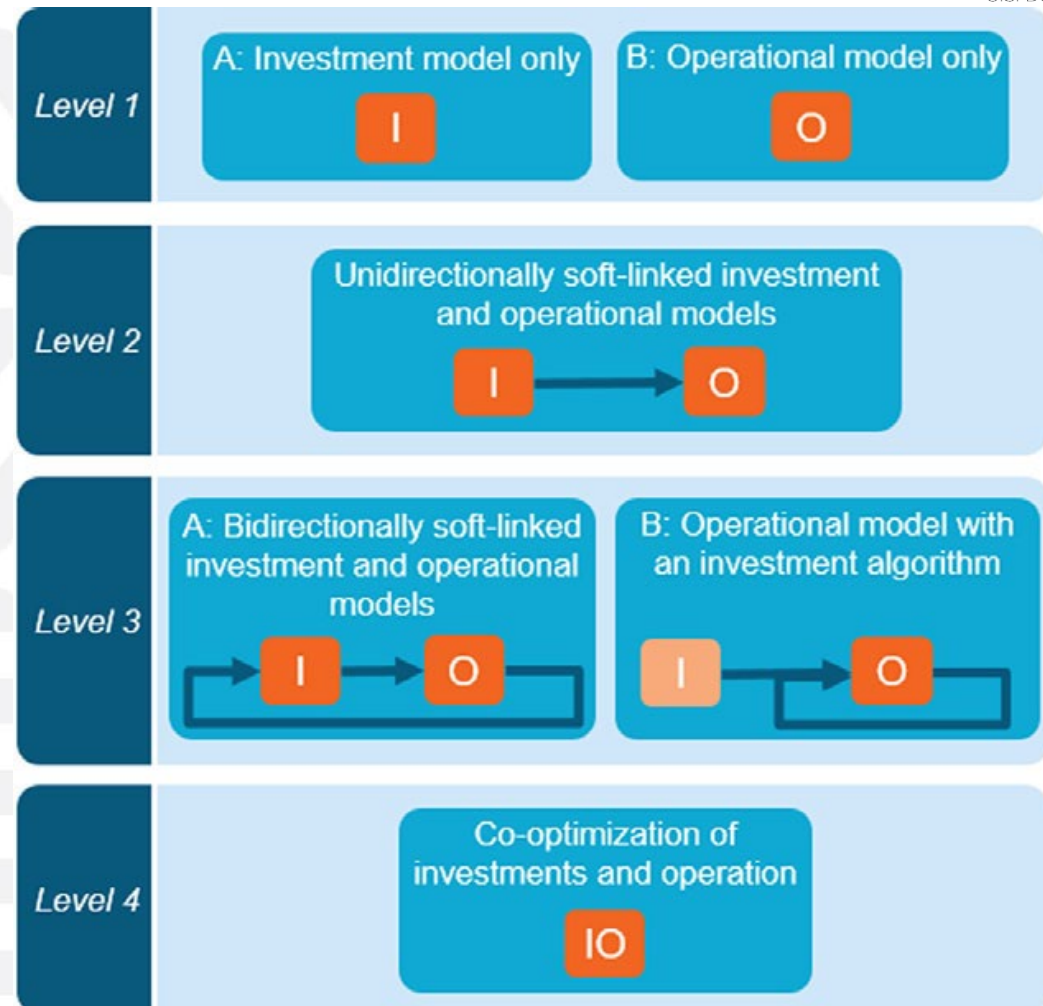 Level 1
A: Investment model only
I
B: Operational model only
O
Level 2
Unidirectionally soft-linked investment
and operational models
I
O
Level 3
A: Bidirectionally soft-linked
investment and operational
models
I
O
B: Operational model with
an investment algorithm
I
O
Level 4
Co-optimization of
investments and operation
IO